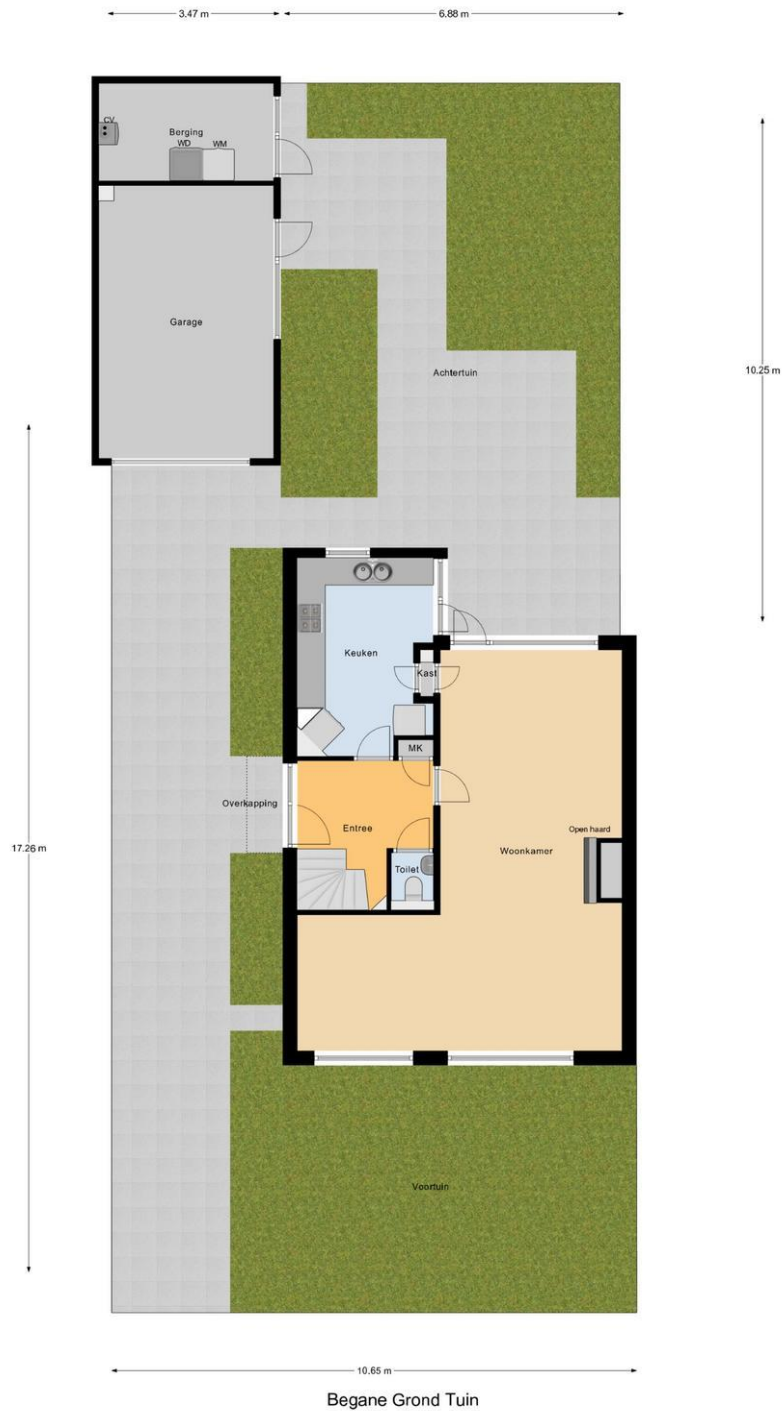 3.47 m
6.88 m
CV
Berging
WD
WM
Garage
10.25 m
Achtertuin
Keuken
Kast
MK
Overkapping
Entree
Open haard
17.26 m
Woonkamer
Toilet
Voortuin
10.65 m
Begane Grond Tuin